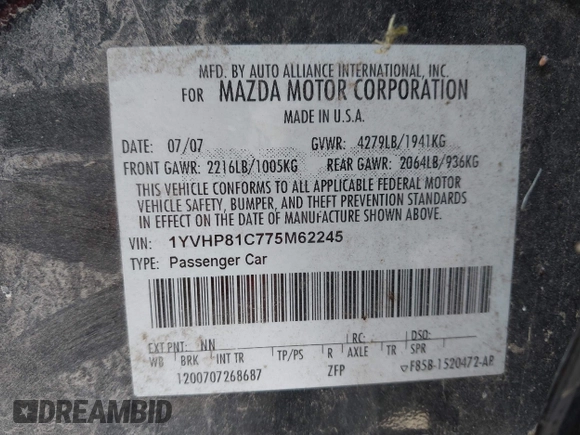 MFD. BY AUTO ALLIANCE INTERNATIONAL, INC.
FOR MAZDA MOTOR CORPORATION
MADE IN U.S.A.
DATE: 07/07 GVWR: 4279LB/1941KG
FRONT GAWR: 2216LB/1005KG REAR GAWR: 2064LB/936KG
THIS VEHICLE CONFORMS TO ALL APPLICABLE FEDERAL MOTOR
VEHICLE SAFETY, BUMPER, AND THEFT PREVENTION STANDARDS
IN EFFECT ON THE DATE OF MANUFACTURE SHOWN ABOVE.
VIN: 1YVHP81C775M62245
TYPE: Passenger Car
EXT PNT: NN RC: DSO:
WB BRK INT TR TP/PS R AXLE TR SPR
1200707268687 ZFP F85B-1520472-AB
DREAMBID